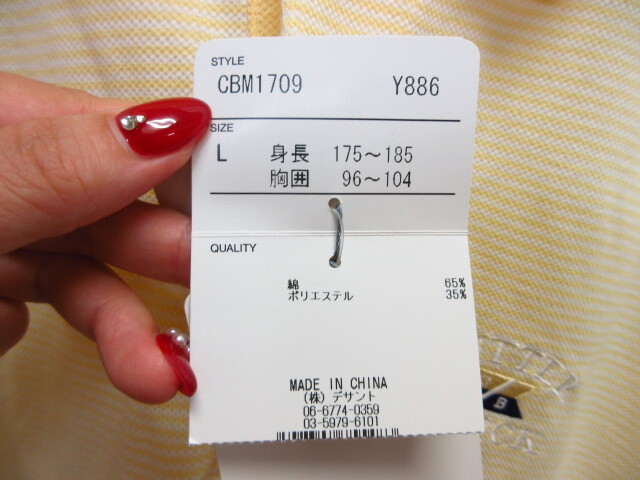 STYLE
CBM1709 Y886
SIZE
L 身長 175～185
胸囲 96～104
QUALITY
綿 65%
ポリエステル 35%
MADE IN CHINA
(株) デサント
06-6774-0359
03-5979-6101
B